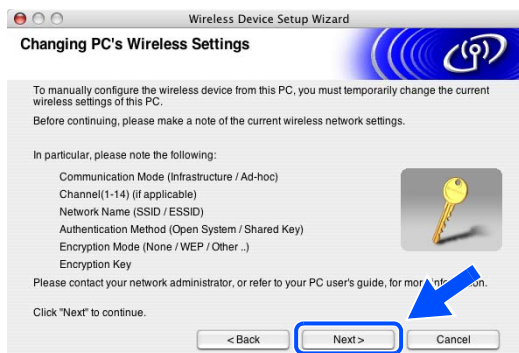 Wireless Device Setup Wizard
Changing PC's Wireless Settings
To manually configure the wireless device from this PC, you must temporarily change the current
wireless settings of this PC.
Before continuing, please make a note of the current wireless network settings.
In particular, please note the following:
Communication Mode (Infrastructure / Ad-hoc)
Channel(1-14) (if applicable)
Network Name (SSID / ESSID)
Authentication Method (Open System / Shared Key)
Encryption Mode (None / WEP / Other ..)
Encryption Key
Please contact your network administrator, or refer to your PC user's guide, for more information.
Click "Next" to continue.
< Back Next > Cancel